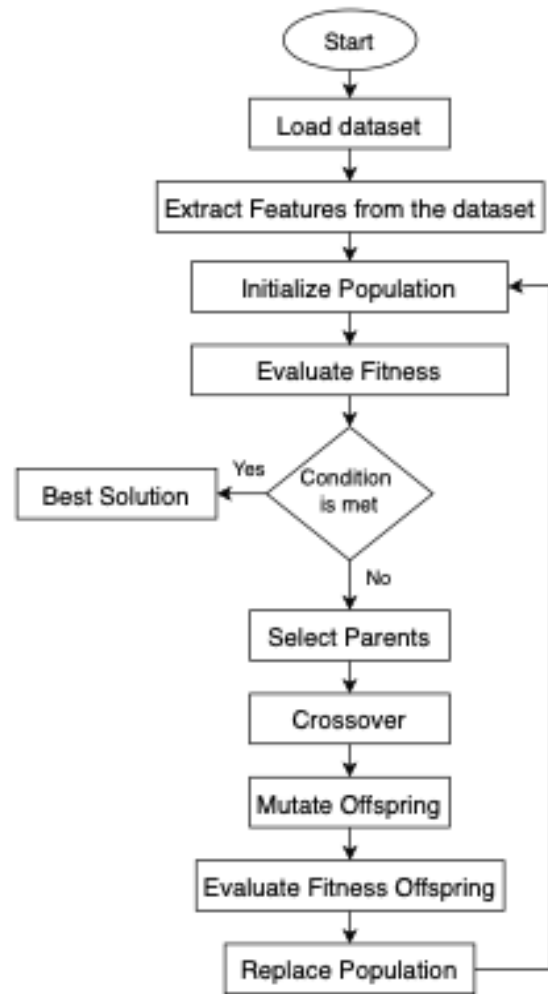 Start
Load dataset
Extract Features from the dataset
Initialize Population
Evaluate Fitness
Yes
Condition
is met
Best Solution
No
Select Parents
Crossover
Mutate Offspring
Evaluate Fitness Offspring
Replace Population